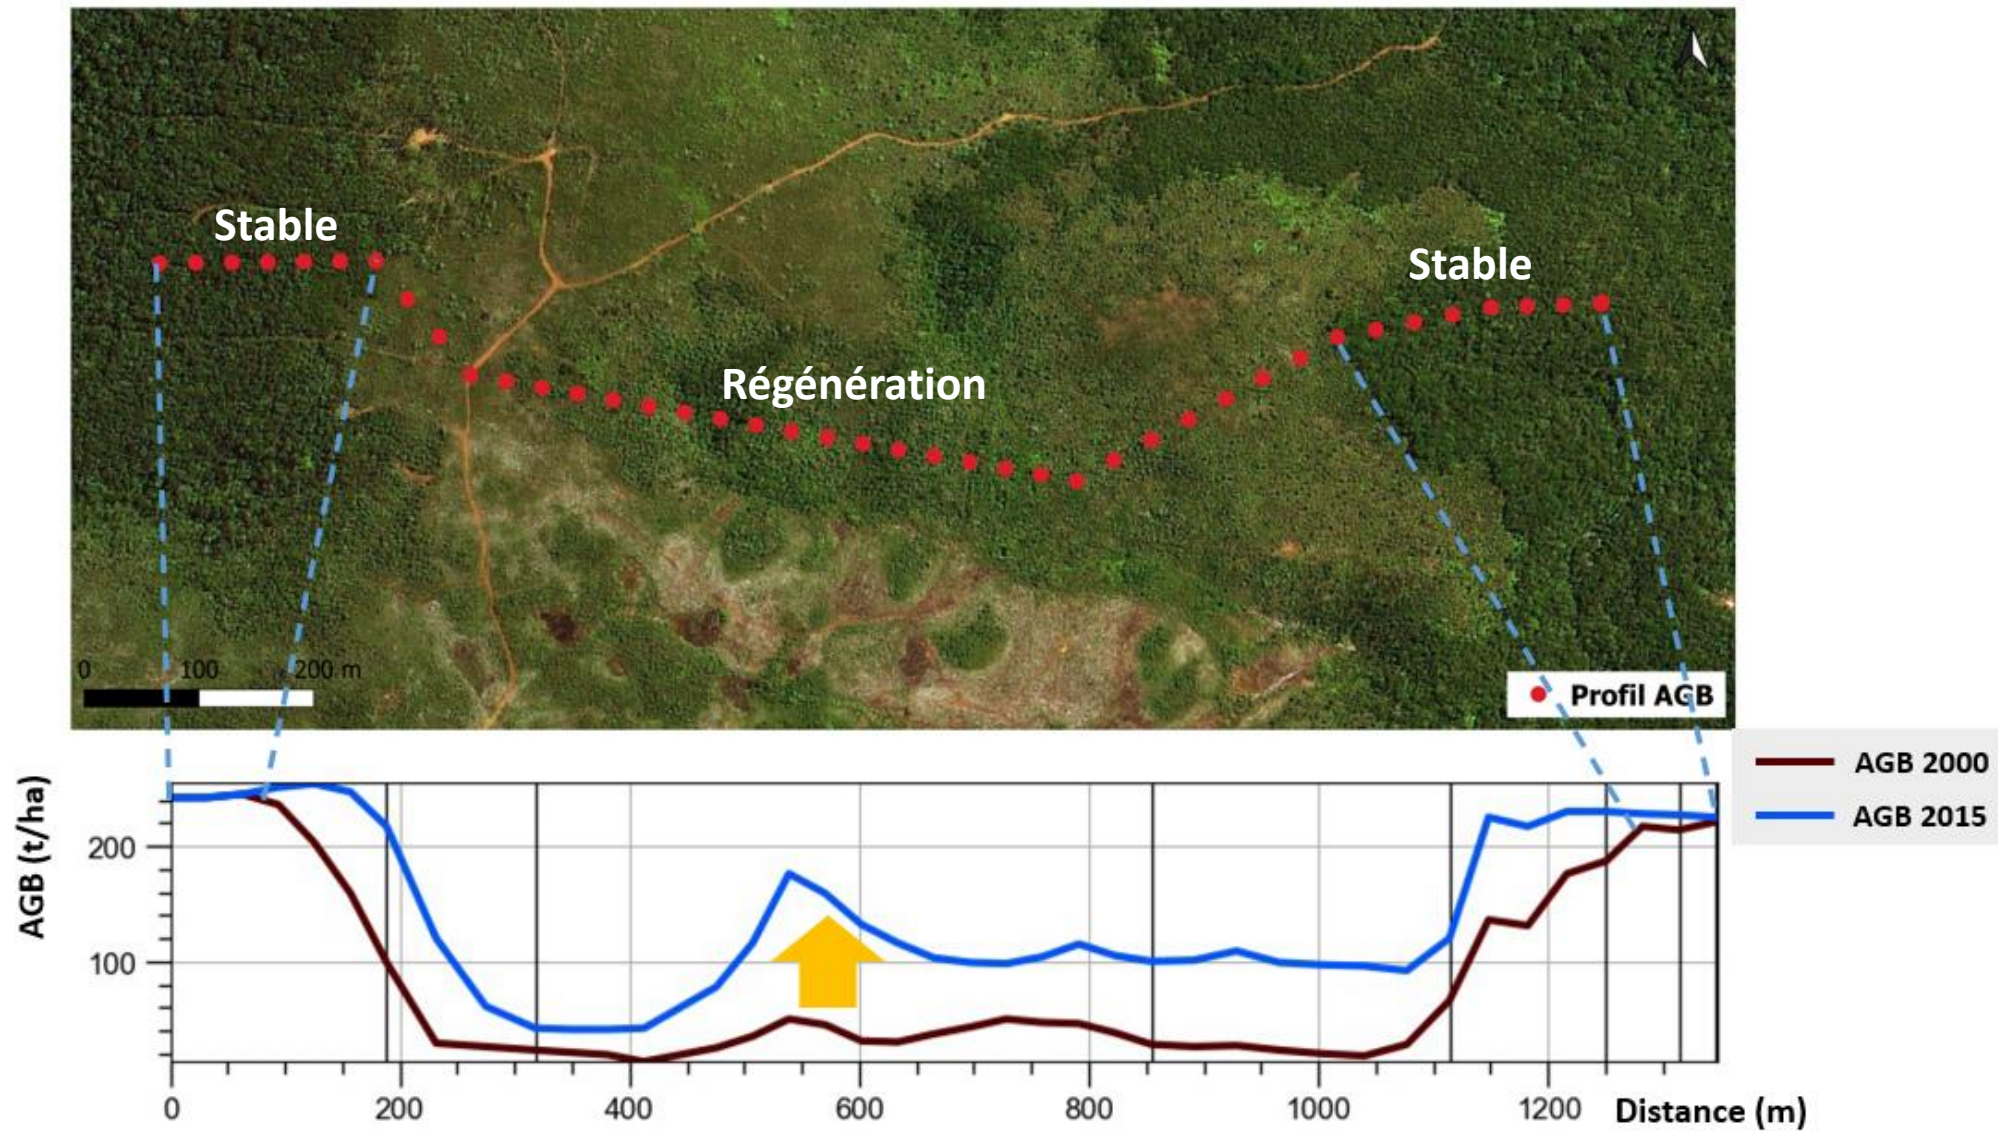 Stable
Stable
Régénération
0 100 200 m
Profil AGB
AGB 2000
AGB 2015
AGB (t/ha)
200
100
0 200 400 600 800 1000 1200 Distance (m)